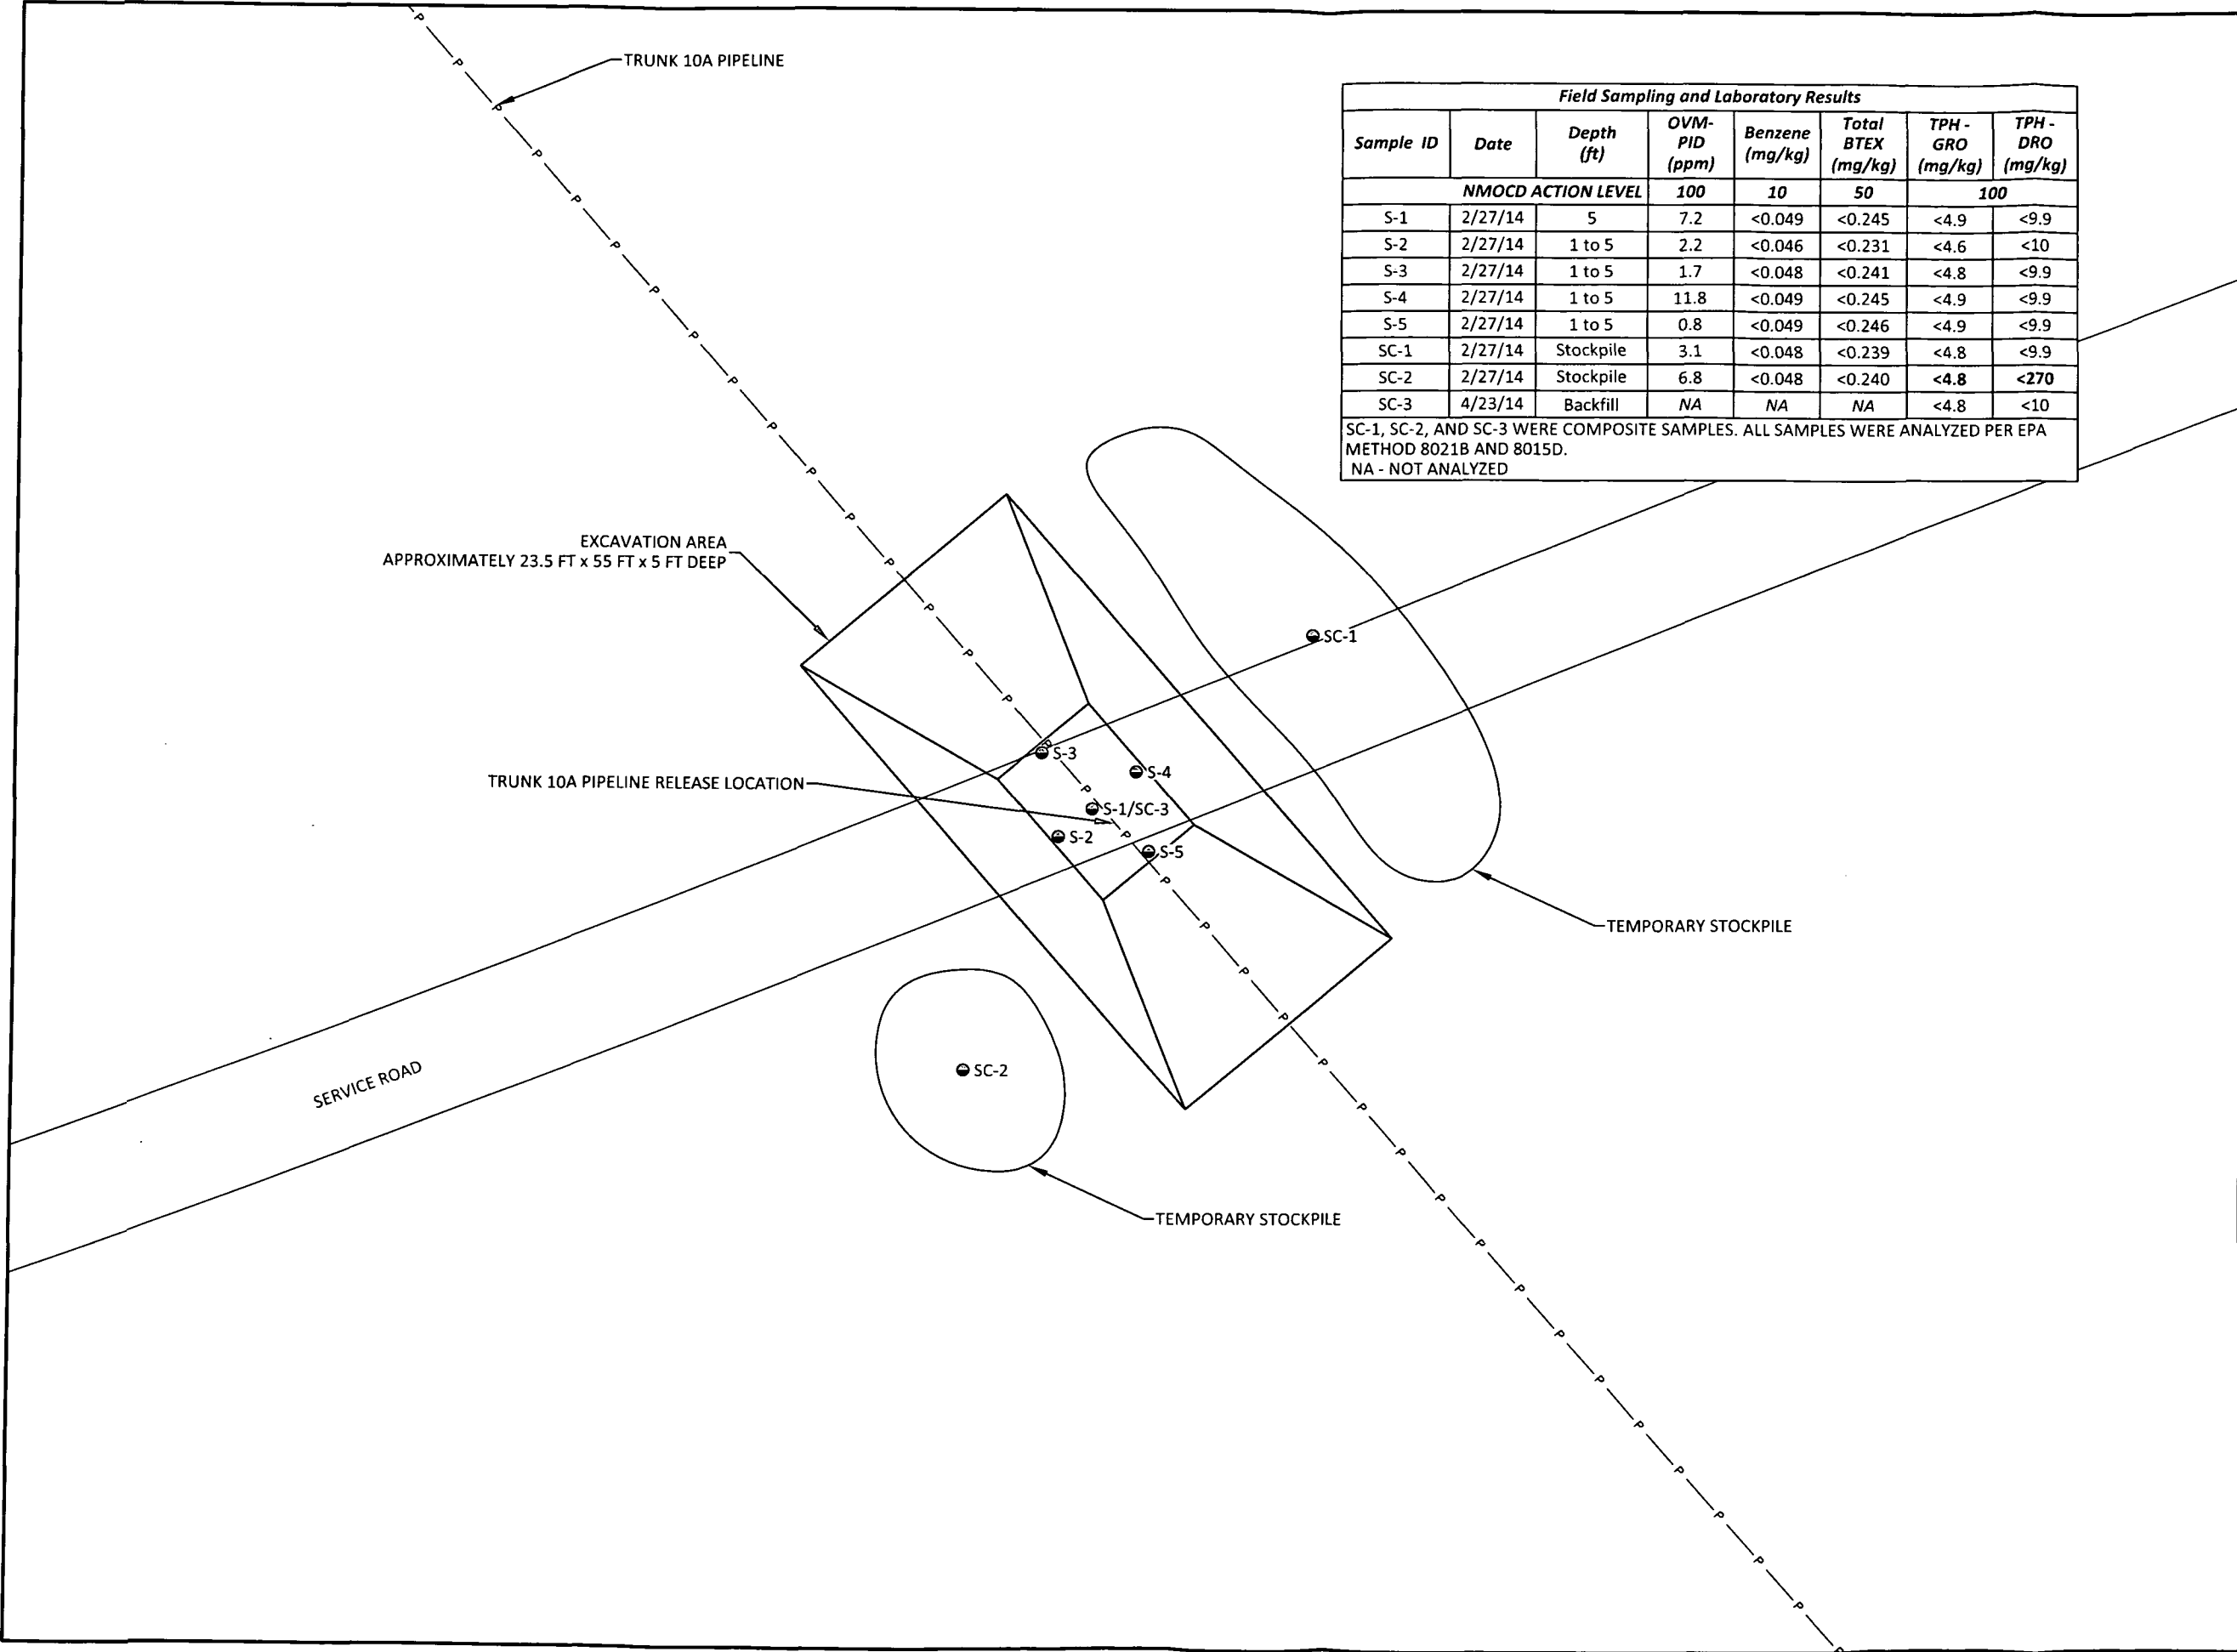 TRUNK 10A PIPELINE
Field Sampling and Laboratory Results
Sample ID Date Depth (ft) OVM-PID (ppm) Benzene (mg/kg) Total BTEX (mg/kg) TPH - GRO (mg/kg) TPH - DRO (mg/kg)
NMOCD ACTION LEVEL 100 10 50 100
S-1 2/27/14 5 7.2 <0.049 <0.245 <4.9 <9.9
S-2 2/27/14 1 to 5 2.2 <0.046 <0.231 <4.6 <10
S-3 2/27/14 1 to 5 1.7 <0.048 <0.241 <4.8 <9.9
S-4 2/27/14 1 to 5 11.8 <0.049 <0.245 <4.9 <9.9
S-5 2/27/14 1 to 5 0.8 <0.049 <0.246 <4.9 <9.9
SC-1 2/27/14 Stockpile 3.1 <0.048 <0.239 <4.8 <9.9
SC-2 2/27/14 Stockpile 6.8 <0.048 <0.240 <4.8 <270
SC-3 4/23/14 Backfill NA NA NA <4.8 <10
SC-1, SC-2, AND SC-3 WERE COMPOSITE SAMPLES. ALL SAMPLES WERE ANALYZED PER EPA
METHOD 8021B AND 8015D.
NA - NOT ANALYZED
EXCAVATION AREA
APPROXIMATELY 23.5 FT x 55 FT x 5 FT DEEP
SC-1
S-3
S-4
TRUNK 10A PIPELINE RELEASE LOCATION
S-1/SC-3
S-2
S-5
TEMPORARY STOCKPILE
SC-2
SERVICE ROAD
TEMPORARY STOCKPILE